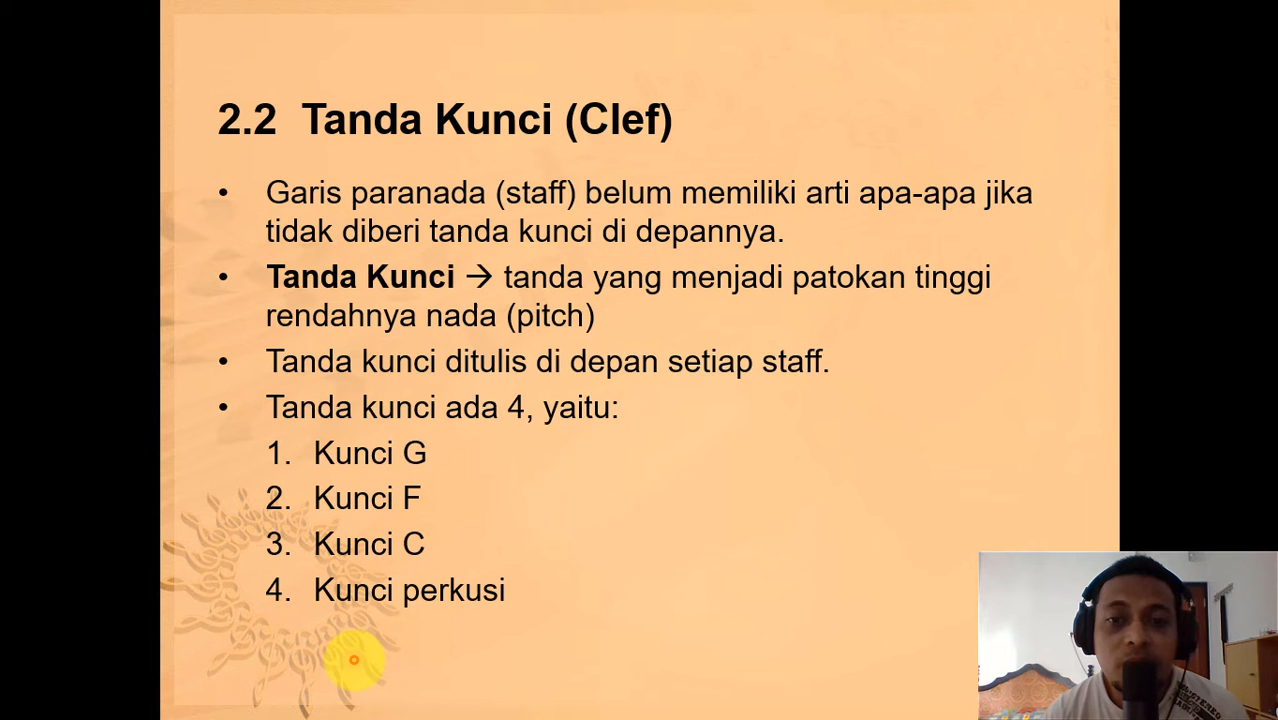 2.2 Tanda Kunci (Clef)
• Garis paranada (staff) belum memiliki arti apa-apa jika
tidak diberi tanda kunci di depannya.
• Tanda Kunci → tanda yang menjadi patokan tinggi
rendahnya nada (pitch)
• Tanda kunci ditulis di depan setiap staff.
• Tanda kunci ada 4, yaitu:
1. Kunci G
2. Kunci F
3. Kunci C
4. Kunci perkusi